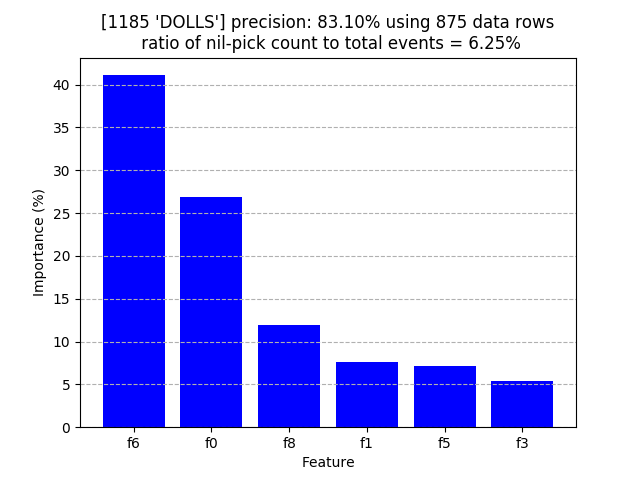 [1185 'DOLLS'] precision: 83.10% using 875 data rows
ratio of nil-pick count to total events = 6.25%
Importance (%)
40
35
30
25
20
15
10
5
0
f6 f0 f8 f1 f5 f3
Feature